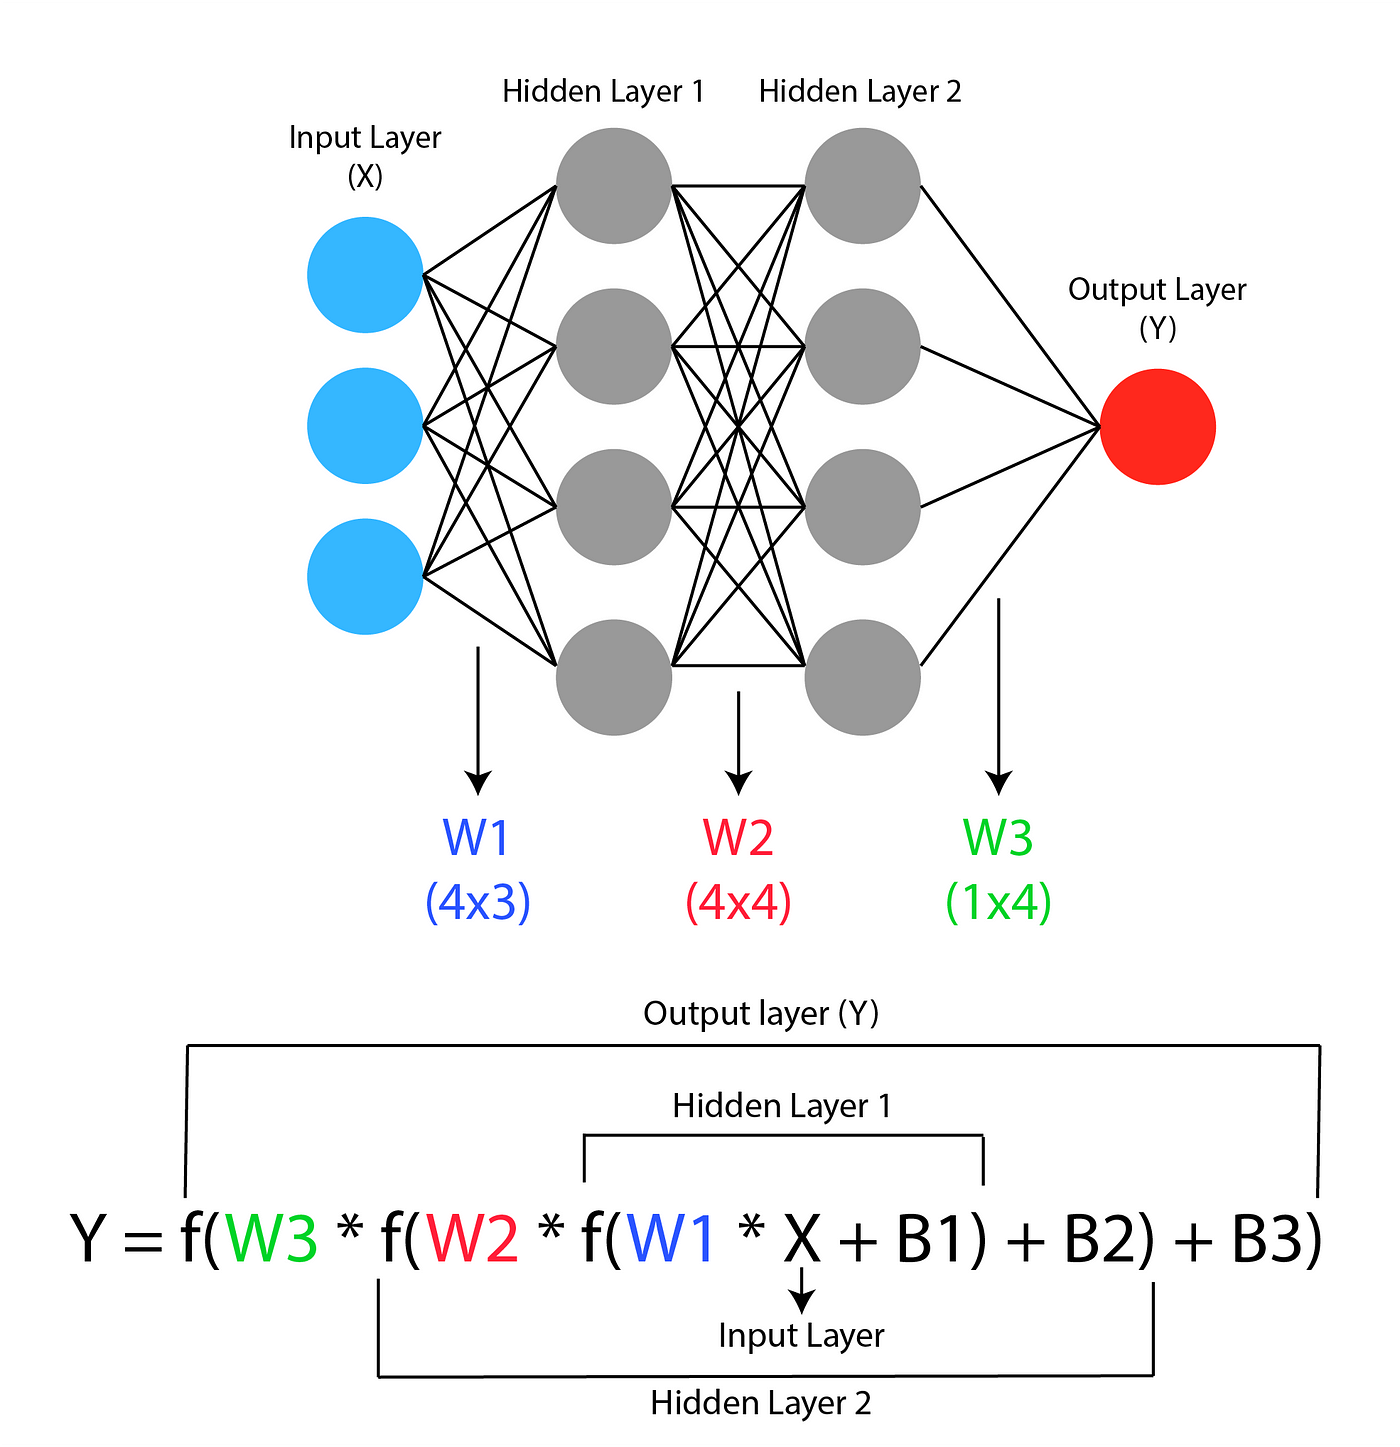 Hidden Layer 1
Hidden Layer 2
Input Layer
(X)
Output Layer
(Y)
W1
(4x3)
W2
(4x4)
W3
(1x4)
Output layer (Y)
Hidden Layer 1
Y = f(W3 * f(W2 * f(W1 * X + B1) + B2) + B3)
Input Layer
Hidden Layer 2